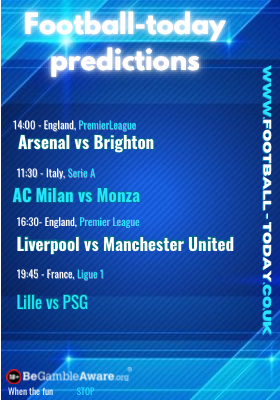 Football-today
predictions
14:00 - England, PremierLeague
Arsenal vs Brighton
11:30 - Italy, Serie A
AC Milan vs Monza
16:30- England, Premier League
Liverpool vs Manchester United
19:45 - France, Ligue 1
Lille vs PSG
WWW.FOOTBALL-TODAY.CO.UK
18+ BeGambleAware.org®
When the fun STOP